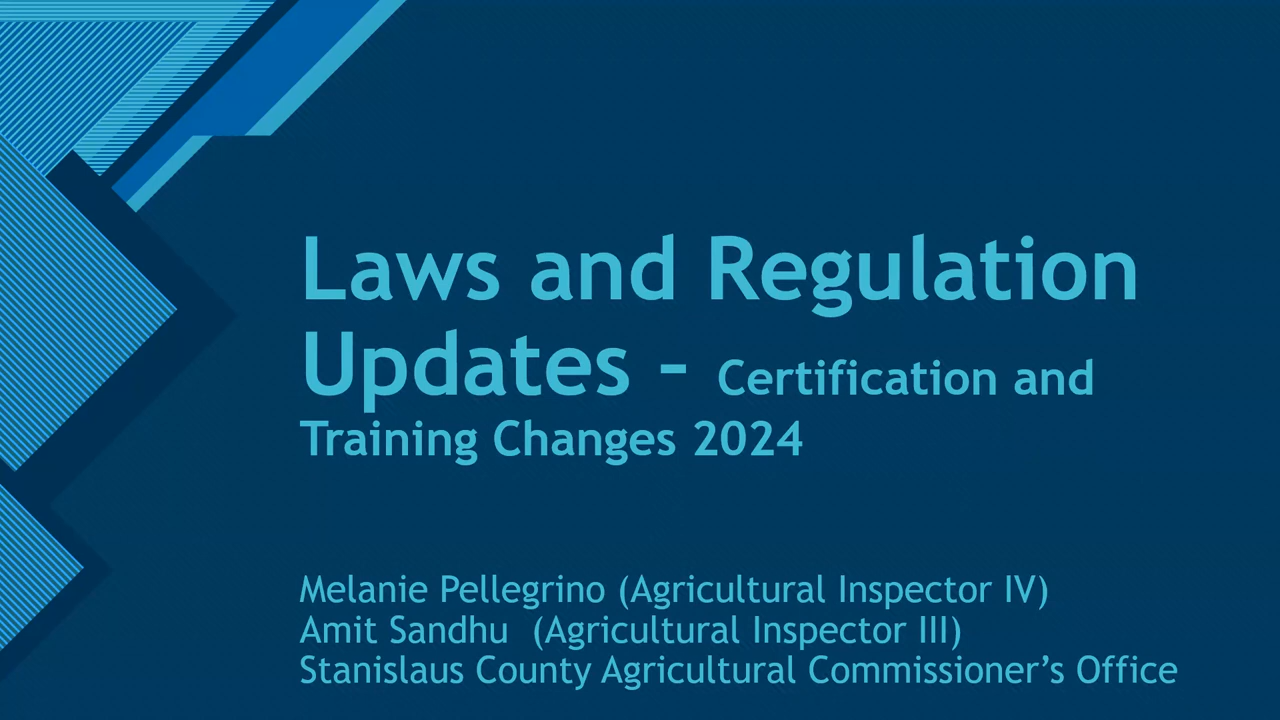 Laws and Regulation
Updates – Certification and
Training Changes 2024
Melanie Pellegrino (Agricultural Inspector IV)
Amit Sandhu  (Agricultural Inspector III)
Stanislaus County Agricultural Commissioner’s Office